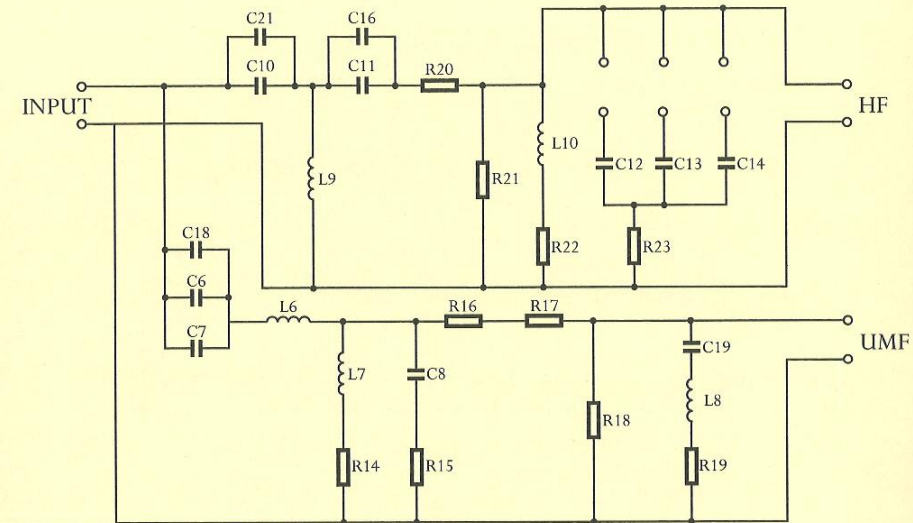 C21
C16
C10
C11
R20
INPUT
HF
L10
C12
C13
C14
L9
R21
C18
R22
R23
C6
L6
R16
R17
C7
UMF
C19
L7
C8
L8
R18
R14
R15
R19